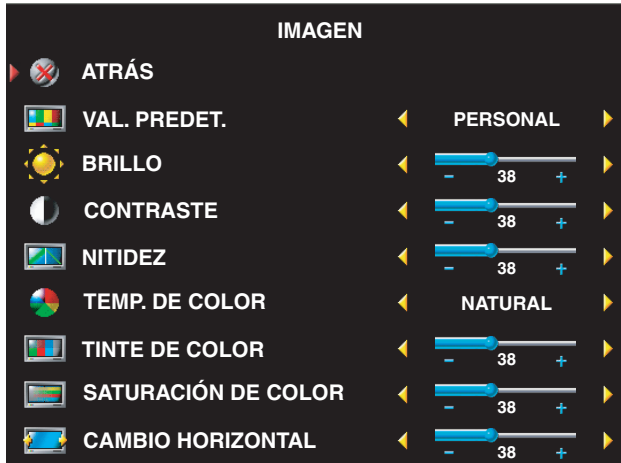 IMAGEN
ATRÁS
VAL. PREDET. PERSONAL
BRILLO - 38 +
CONTRASTE - 38 +
NITIDEZ - 38 +
TEMP. DE COLOR NATURAL
TINTE DE COLOR - 38 +
SATURACIÓN DE COLOR - 38 +
CAMBIO HORIZONTAL - 38 +